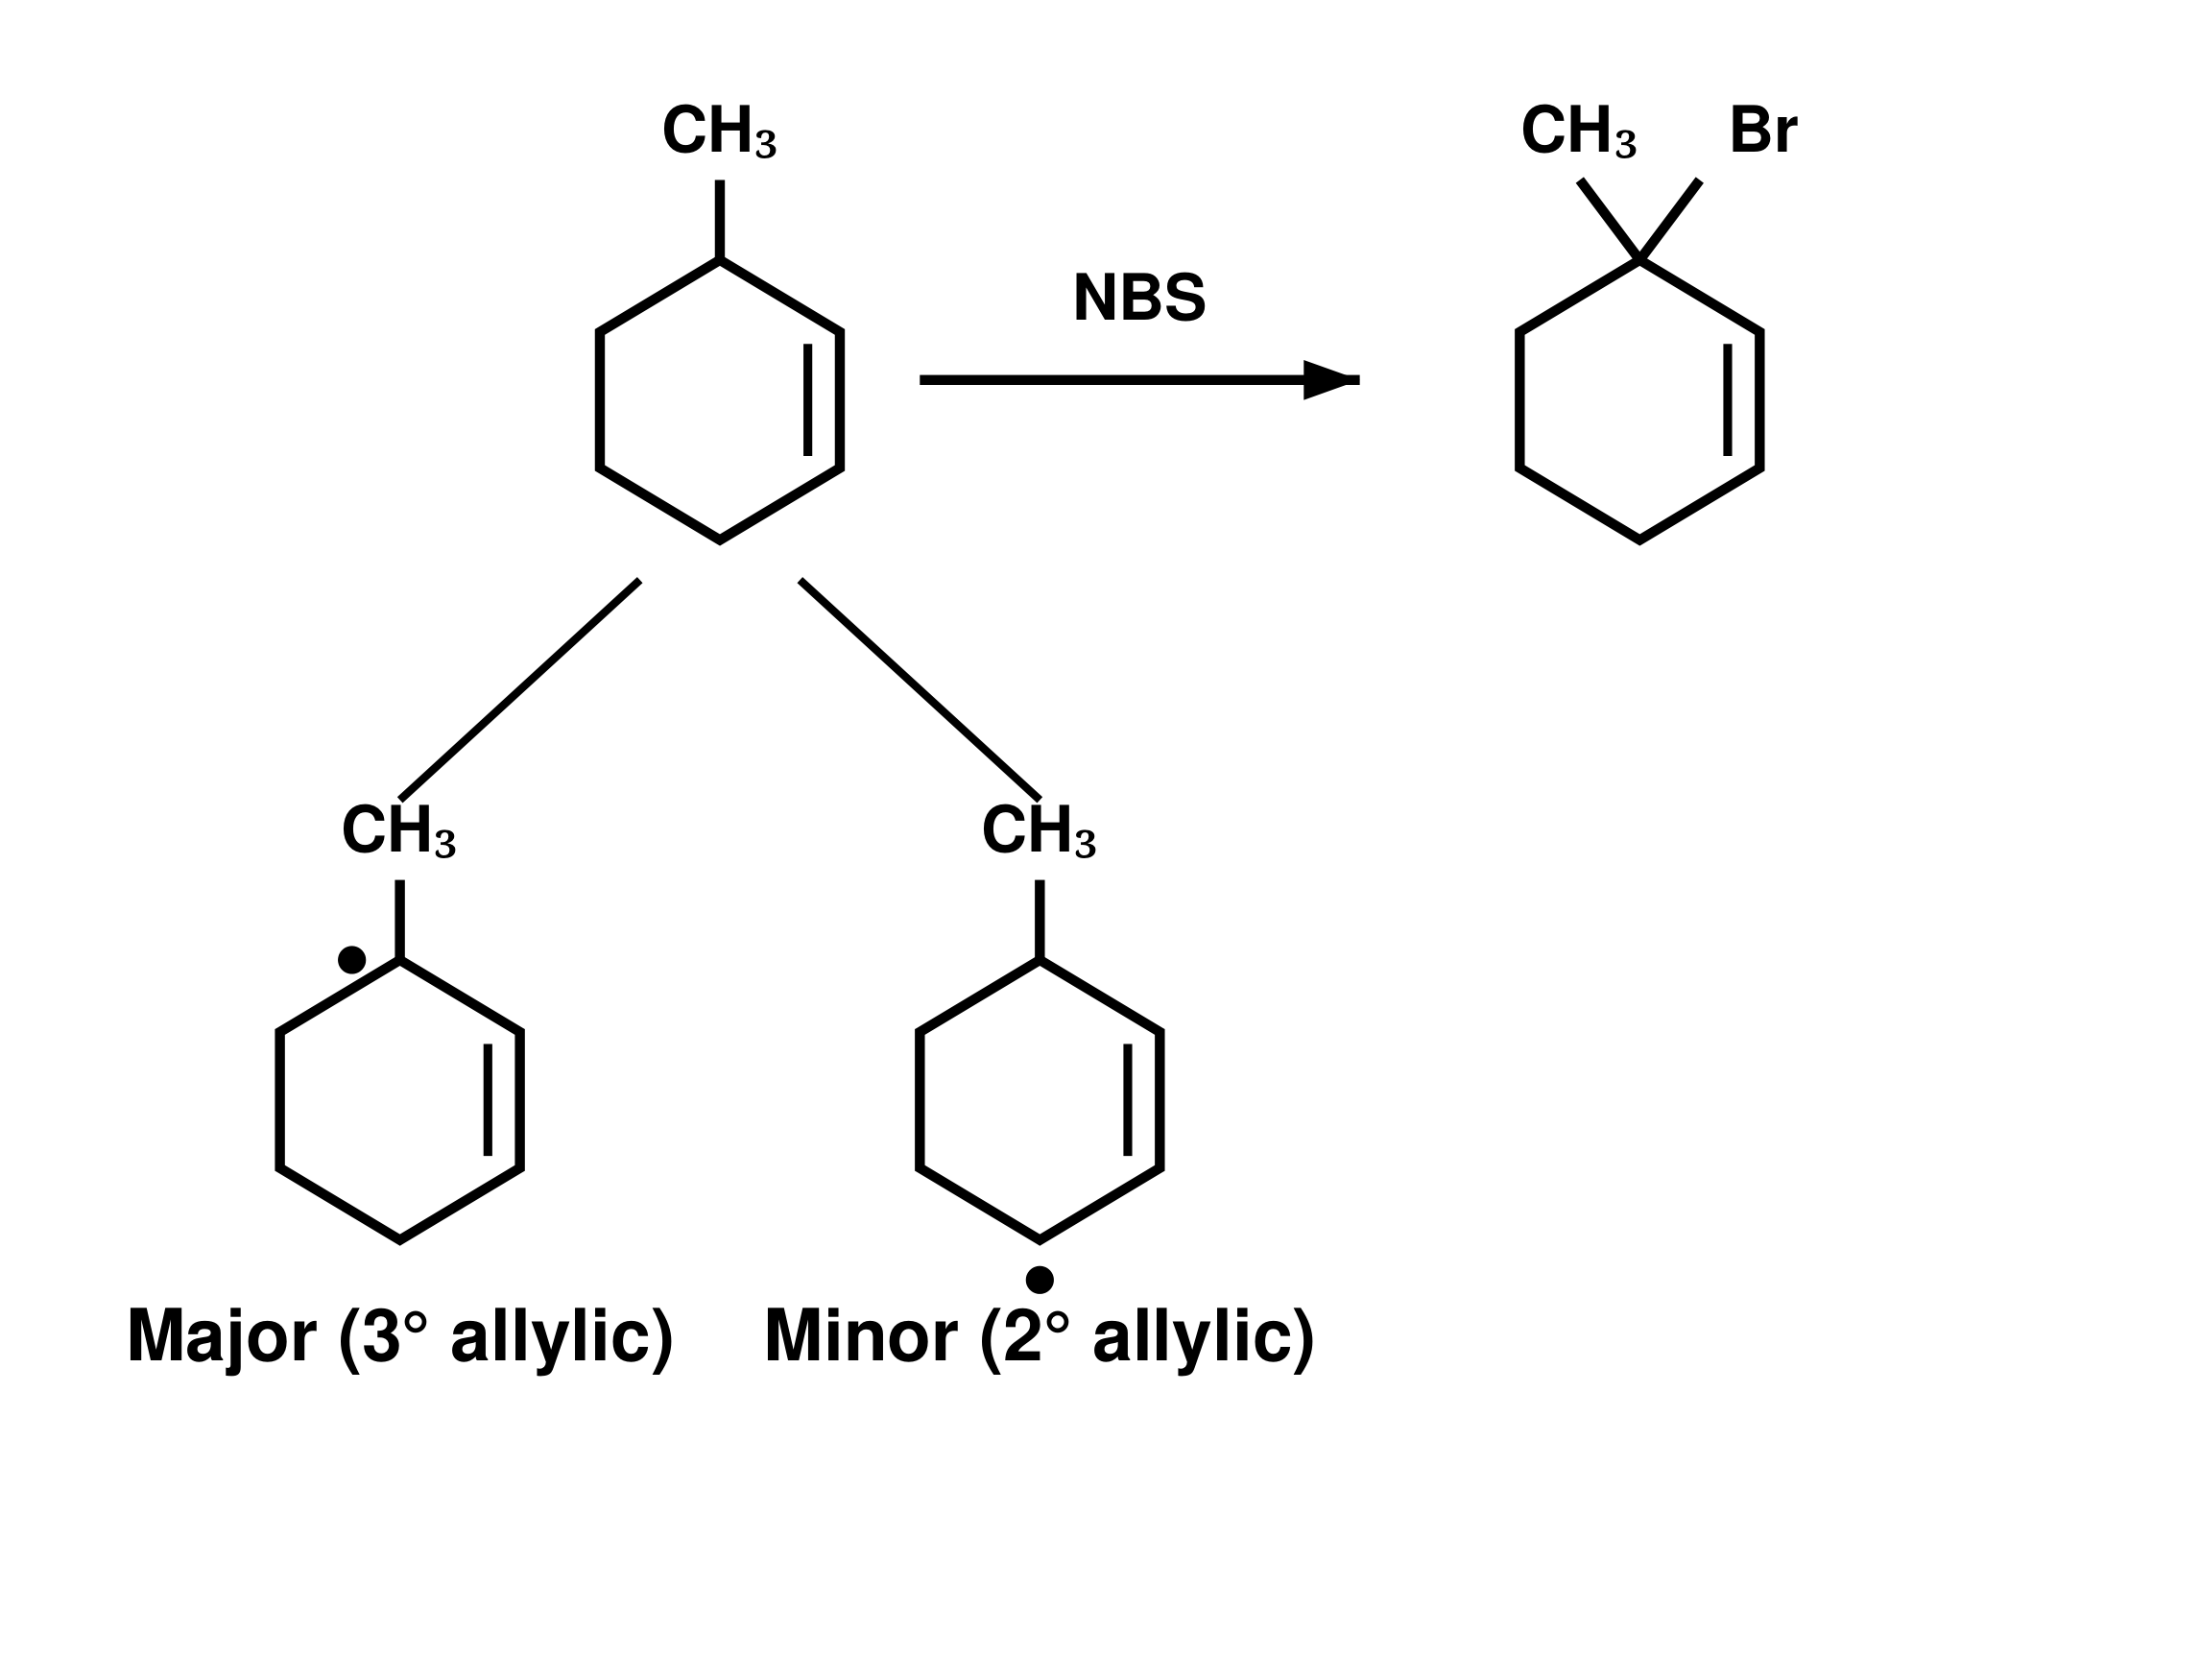 CH₃
CH₃ Br
NBS
CH₃
CH₃
Major (3° allylic)
Minor (2° allylic)